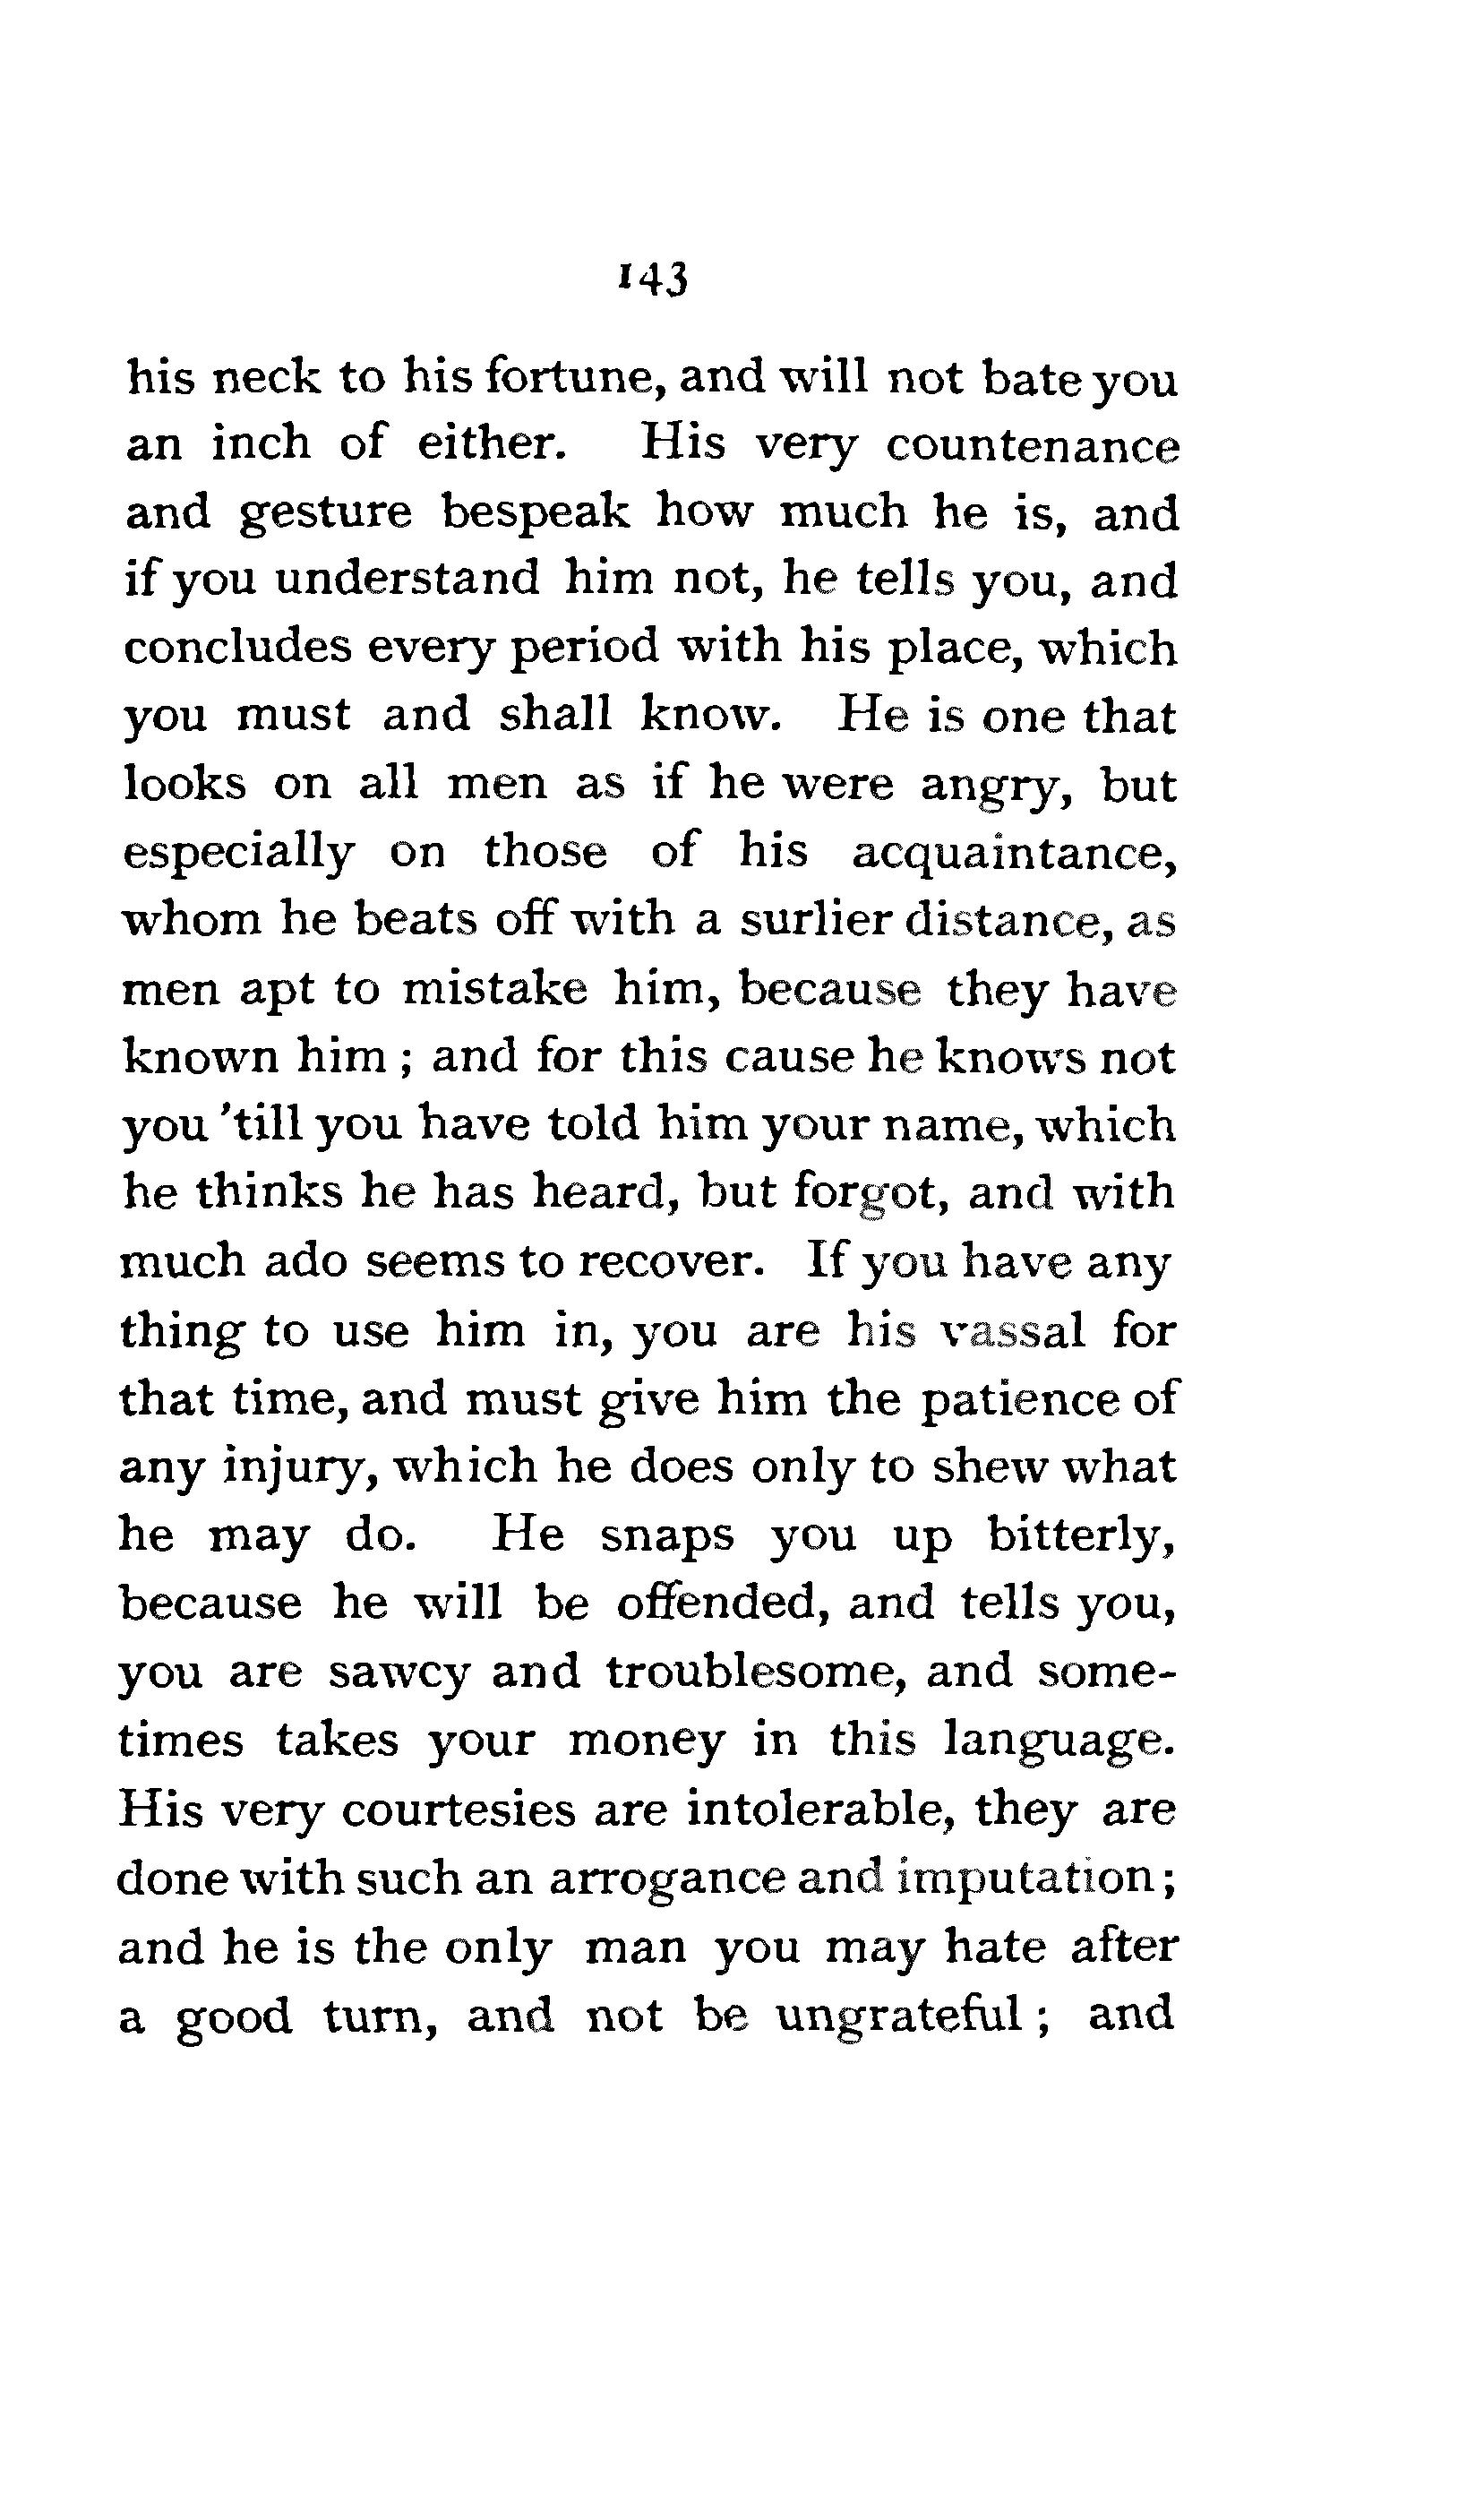 143
his neck to his fortune, and will not bate you
an inch of either. His very countenance
and gesture bespeak how much he is, and
if you understand him not, he tells you, and
concludes every period with his place, which
you must and shall know. He is one that
looks on all men as if he were angry, but
especially on those of his acquaintance,
whom he beats off with a surlier distance, as
men apt to mistake him, because they have
known him ; and for this cause he knows not
you 'till you have told him your name, which
he thinks he has heard, but forgot, and with
much ado seems to recover. If you have any
thing to use him in, you are his vassal for
that time, and must give him the patience of
any injury, which he does only to shew what
he may do. He snaps you up bitterly,
because he will be offended, and tells you,
you are sawcy and troublesome, and some-
times takes your money in this language.
His very courtesies are intolerable, they are
done with such an arrogance and imputation;
and he is the only man you may hate after
a good turn, and not be ungrateful ; and